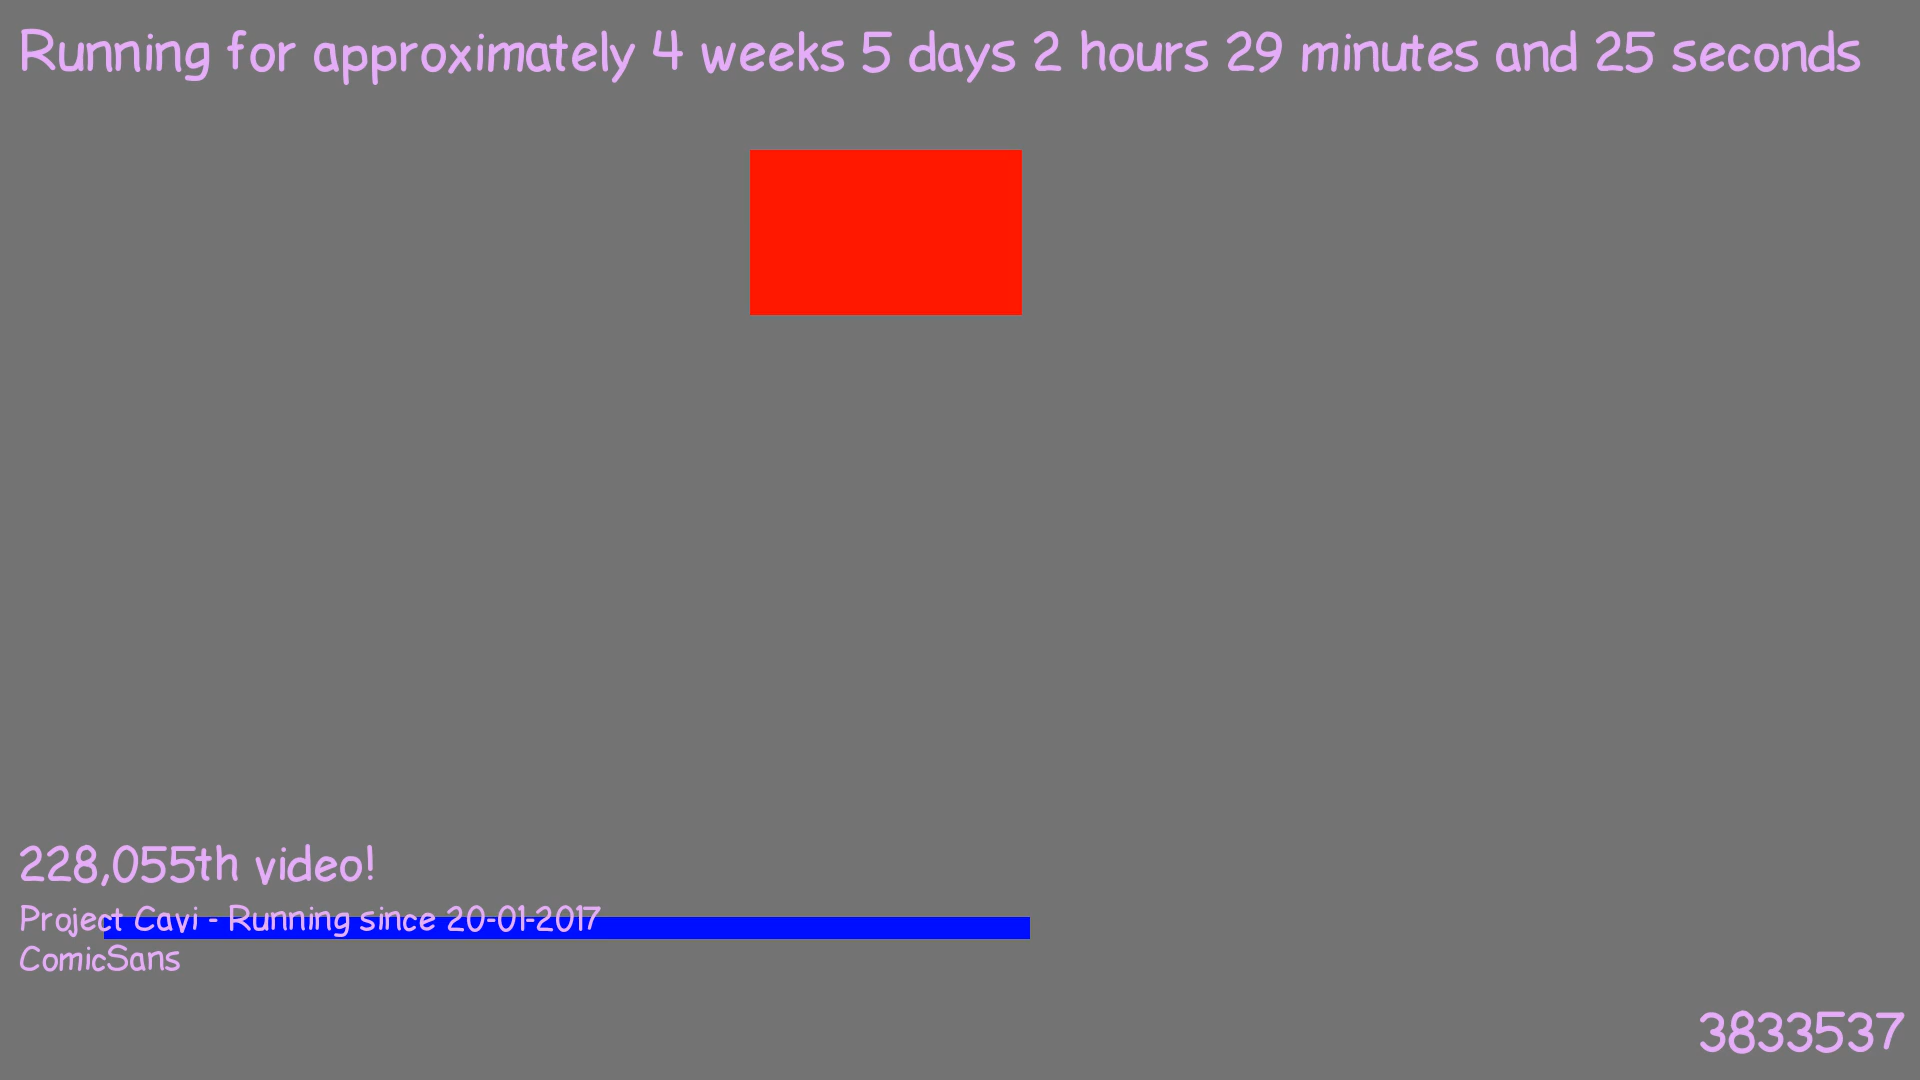 Running for approximately 4 weeks 5 days 2 hours 29 minutes and 25 seconds
228,055th video!
Project Cavi - Running since 20-01-2017
ComicSans
3833537